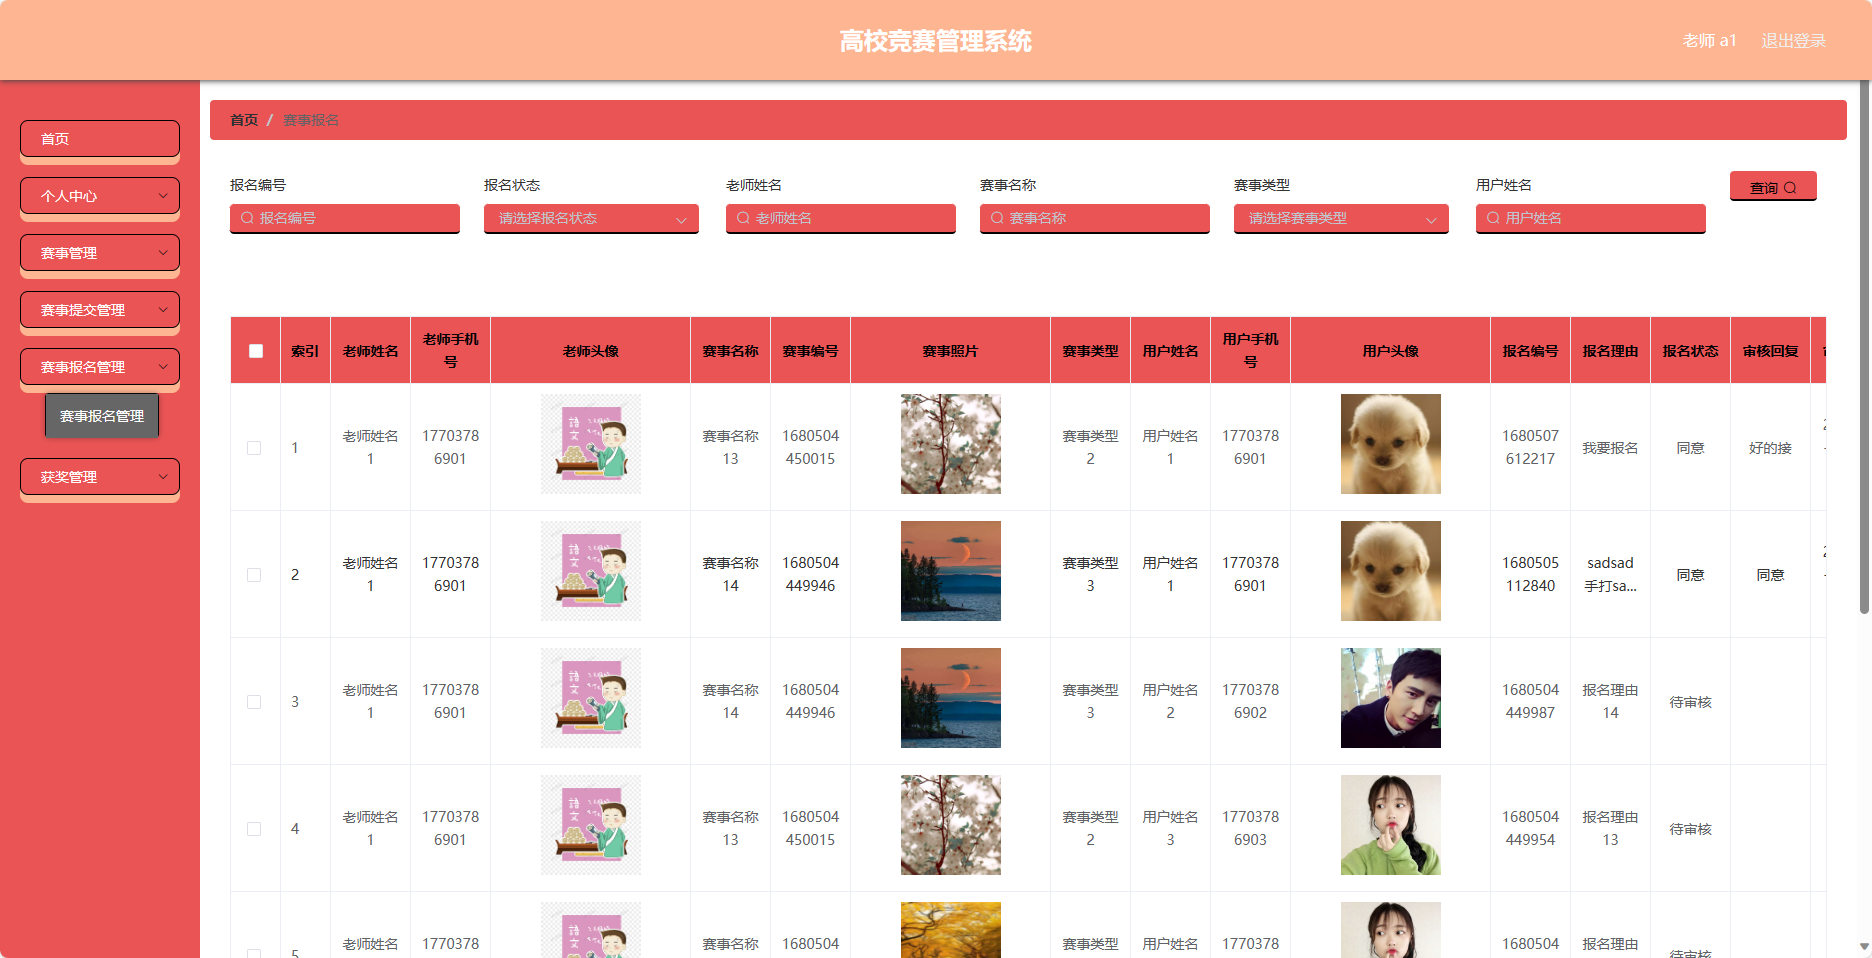 高校竞赛管理系统
老师 a1 退出登录
首页
个人中心
赛事管理
赛事提交管理
赛事报名管理
赛事报名管理
获奖管理
首页 / 赛事报名
报名编号 报名状态 老师姓名 赛事名称 赛事类型 用户姓名
报名编号 请选择报名状态 老师姓名 赛事名称 请选择赛事类型 用户姓名 查询
索引 老师姓名 老师手机号 老师头像 赛事名称 赛事编号 赛事照片 赛事类型 用户姓名 用户手机号 用户头像 报名编号 报名理由 报名状态 审核回复
1 老师姓名1 17703786901 語文 赛事名称13 1680504450015 赛事类型2 用户姓名1 17703786901 1680507612217 我要报名 同意 好的接
2 老师姓名1 17703786901 語文 赛事名称14 1680504449946 赛事类型3 用户姓名1 17703786901 1680505112840 sadsad手打sa... 同意 同意
3 老师姓名1 17703786901 語文 赛事名称14 1680504449946 赛事类型3 用户姓名2 17703786902 1680504449987 报名理由14 待审核
4 老师姓名1 17703786901 語文 赛事名称13 1680504450015 赛事类型2 用户姓名3 17703786903 1680504449954 报名理由13 待审核
5 老师姓名 1770378 語文 赛事名称 1680504 赛事类型 用户姓名 1770378 1680504 报名理由 待审核